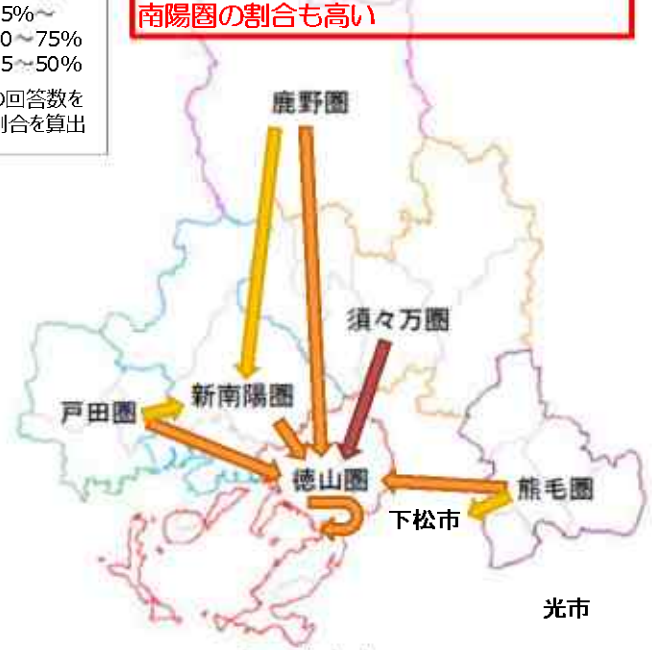 5%～
0～75%
5～50%
の回答数を
割合を算出
南陽圏の割合も高い
鹿野圏
須々万圏
新南陽圏
戸田圏
徳山圏
熊毛圏
下松市
光市